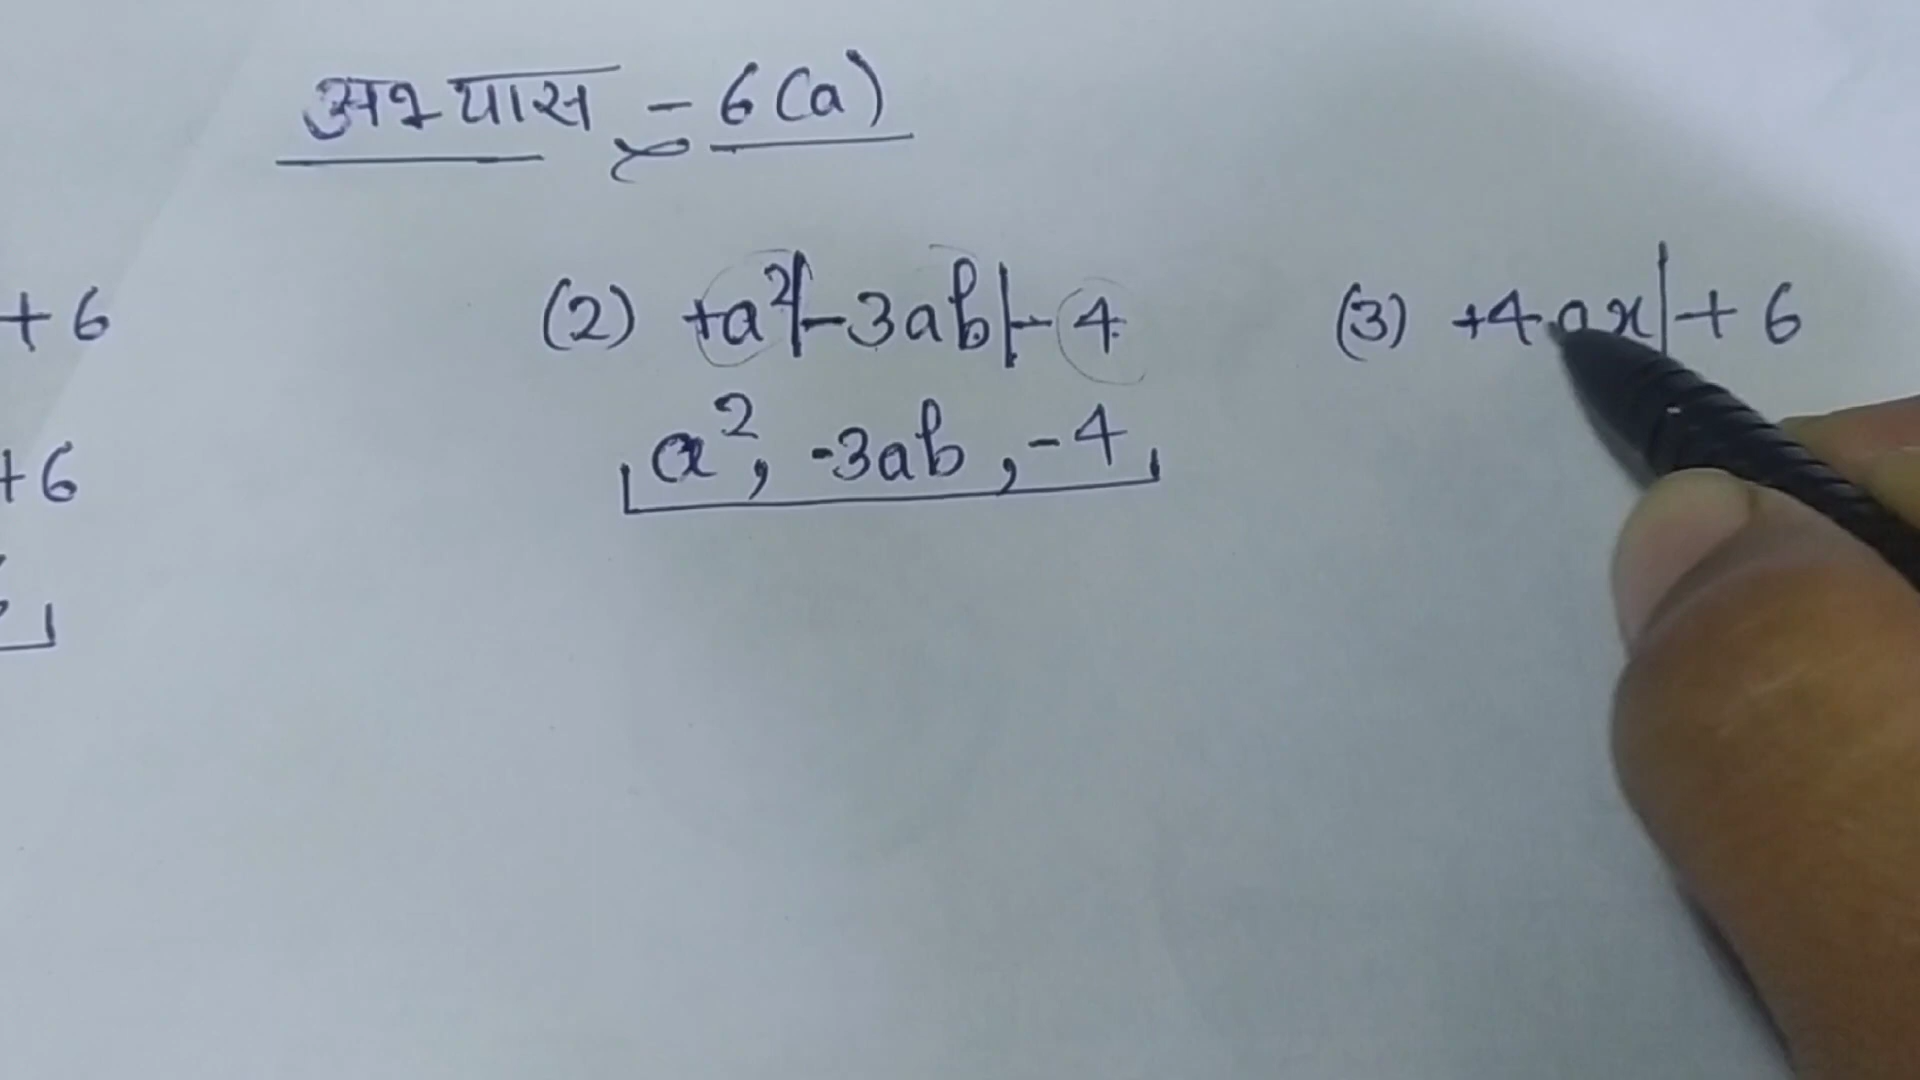 अभ्यास - 6(a)
+ 6
(2) +a²|-3ab|-4
(3) +4ax|+ 6
a², -3ab, -4
+6